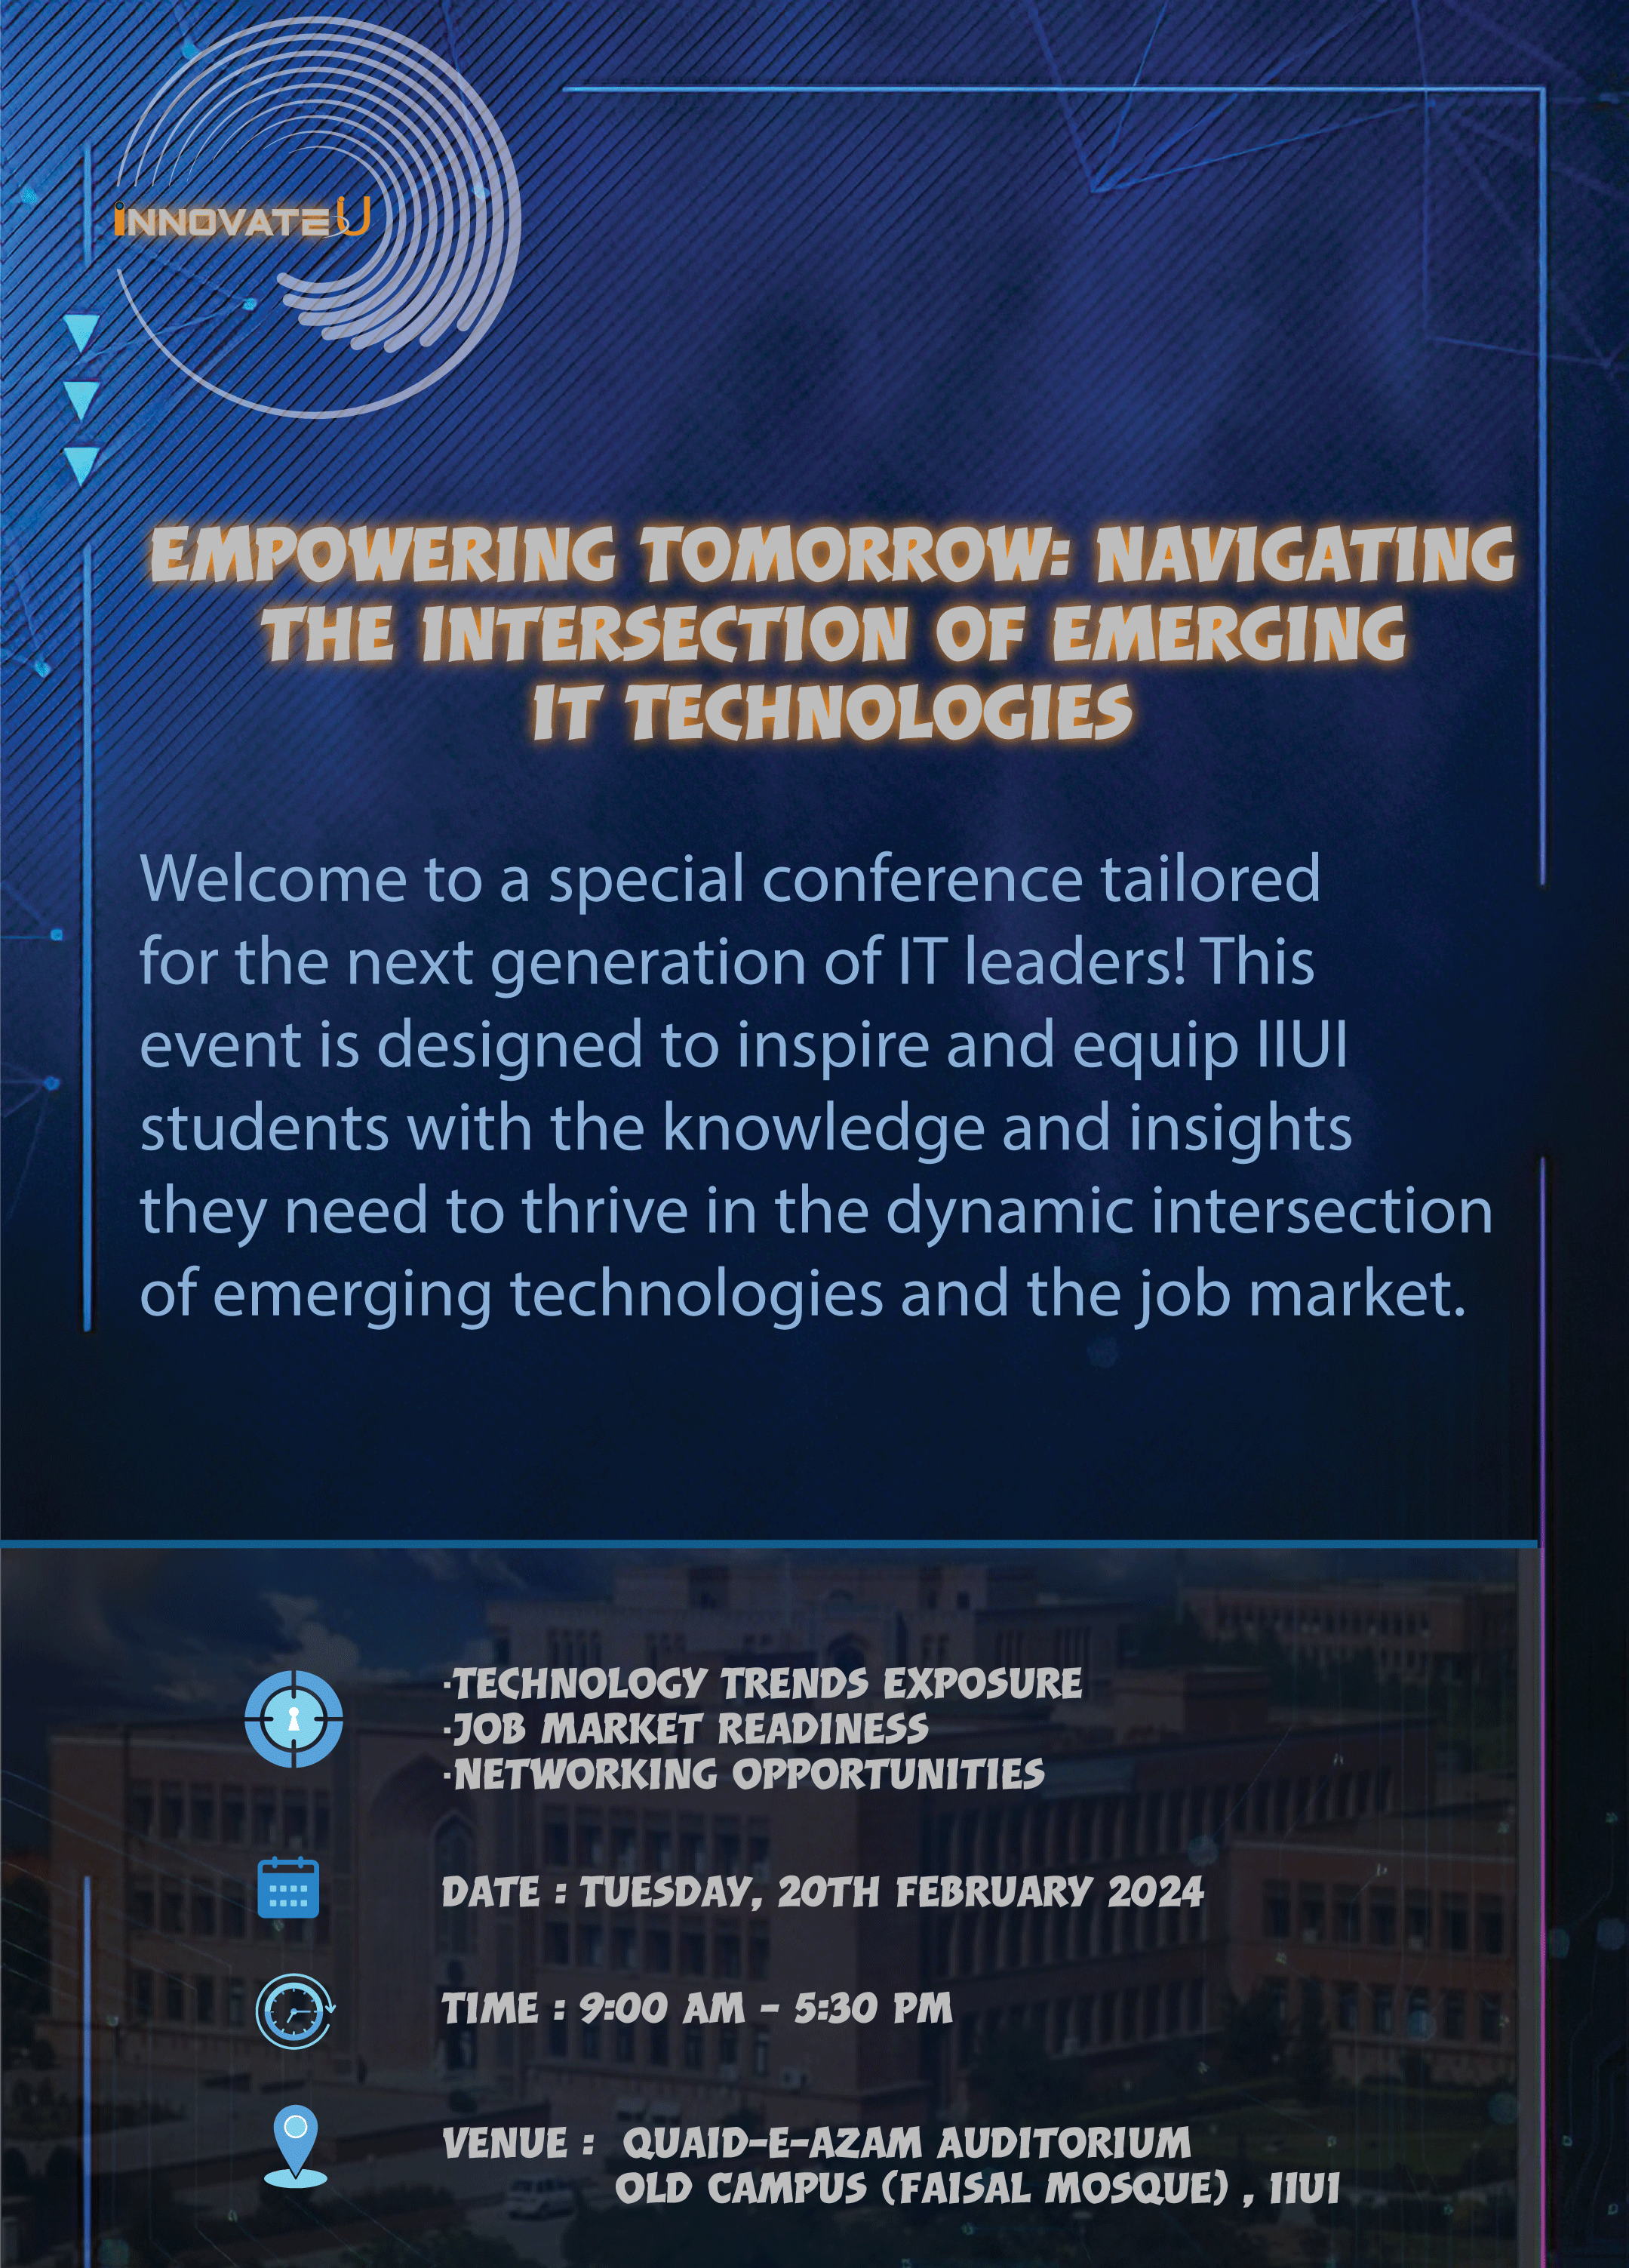 iNNOVATE U
EMPOWERING TOMORROW: NAVIGATING
THE INTERSECTION OF EMERGING
IT TECHNOLOGIES
Welcome to a special conference tailored
for the next generation of IT leaders! This
event is designed to inspire and equip IIUI
students with the knowledge and insights
they need to thrive in the dynamic intersection
of emerging technologies and the job market.
·TECHNOLOGY TRENDS EXPOSURE
·JOB MARKET READINESS
·NETWORKING OPPORTUNITIES
DATE : TUESDAY, 20TH FEBRUARY 2024
TIME : 9:00 AM - 5:30 PM
VENUE : QUAID-E-AZAM AUDITORIUM
OLD CAMPUS (FAISAL MOSQUE) , IIUI